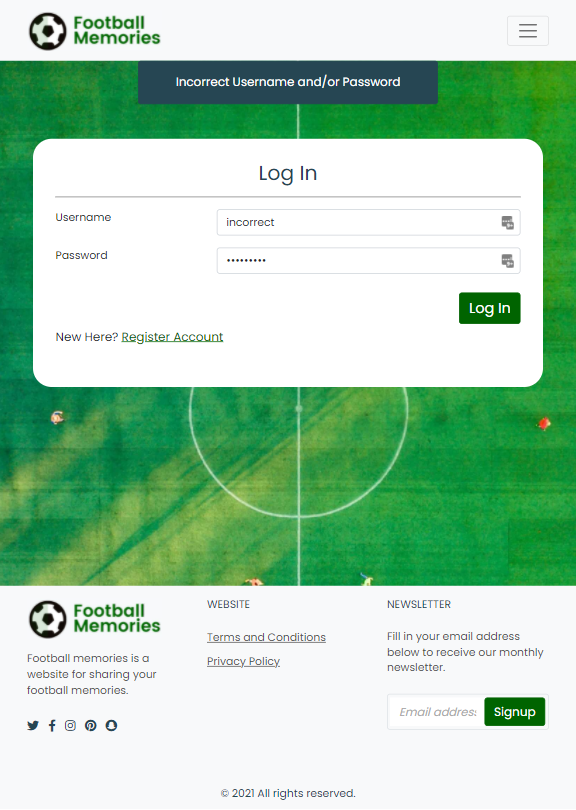 Football
Memories
Incorrect Username and/or Password
Log In
Username
incorrect
Password
•••••••••
Log In
New Here? Register Account
Football
Memories
Football memories is a
website for sharing your
football memories.
WEBSITE
Terms and Conditions
Privacy Policy
NEWSLETTER
Fill in your email address
below to receive our monthly
newsletter.
Email address
Signup
© 2021 All rights reserved.